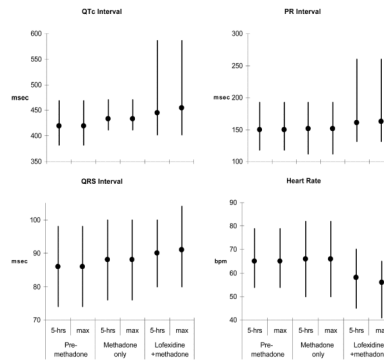 QTc Interval
600
550
500
msec
450
400
350
PR Interval
300
250
200
msec
150
100
QRS Interval
100
90
msec
80
70
Heart Rate
90
80
70
bpm
60
50
40
5-hrs max 5-hrs max 5-hrs max
Pre-methadone
Methadone only
Lofexidine +methadone
5-hrs max 5-hrs max 5-hrs
Pre-methadone
Methadone only
Lofexidine +methadon